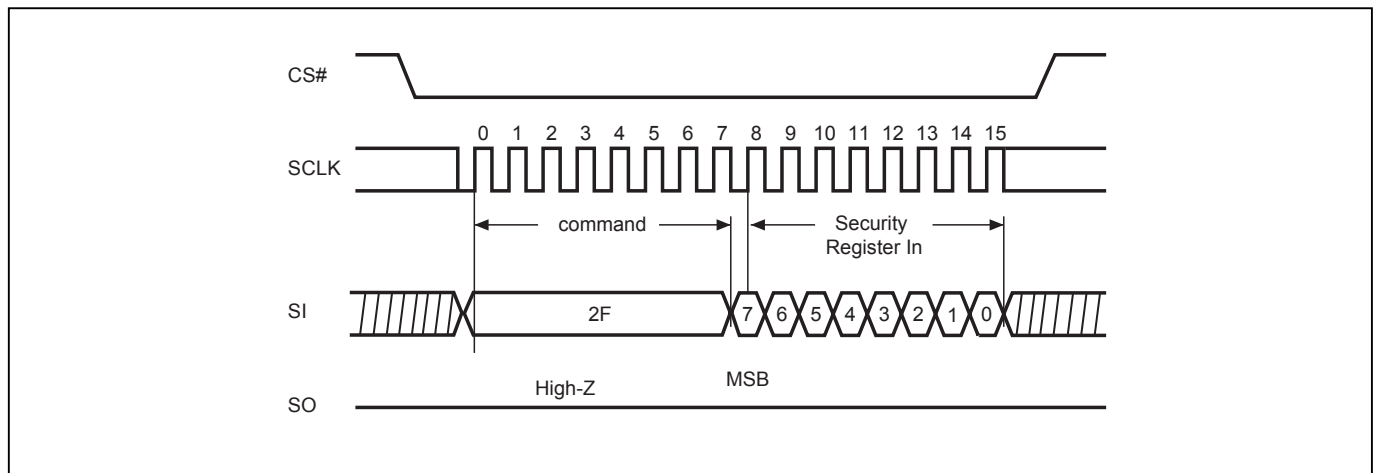 CS#
0 1 2 3 4 5 6 7 8 9 10 11 12 13 14 15
SCLK
command
Security
Register In
SI
2F
7 6 5 4 3 2 1 0
High-Z
MSB
SO